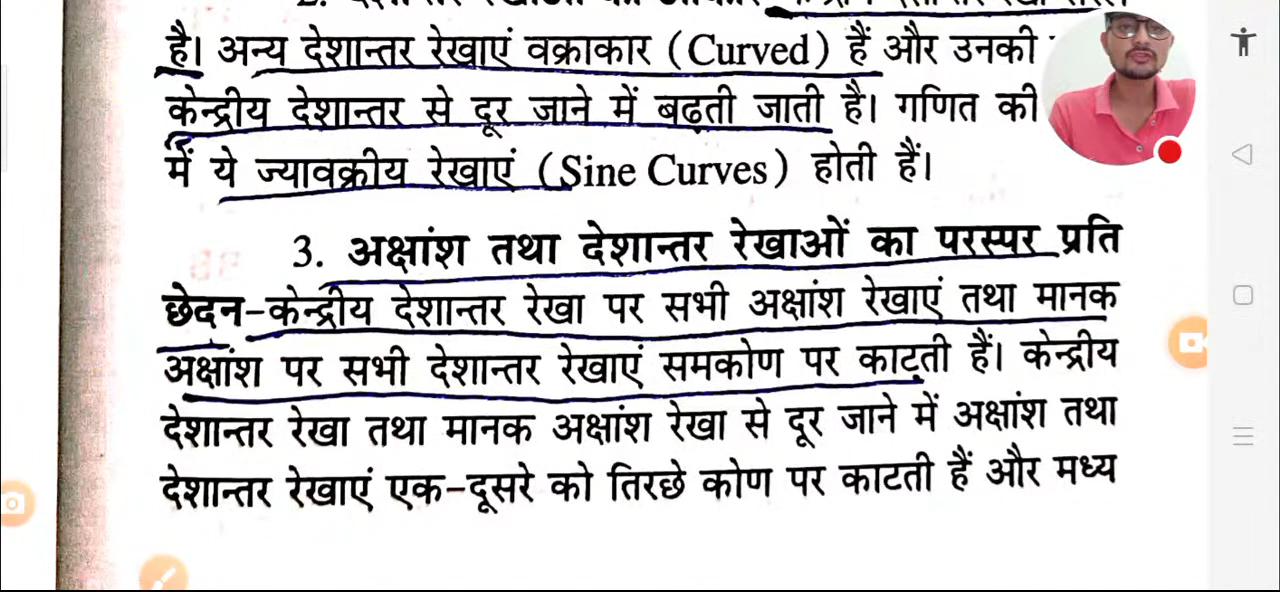 है। अन्य देशान्तर रेखाएं वक्राकार (Curved) हैं और उनकी
केन्द्रीय देशान्तर से दूर जाने में बढ़ती जाती है। गणित की
में ये ज्यावक्रीय रेखाएं (Sine Curves) होती हैं।
3. अक्षांश तथा देशान्तर रेखाओं का परस्पर प्रति
छेदन-केन्द्रीय देशान्तर रेखा पर सभी अक्षांश रेखाएं तथा मानक
अक्षांश पर सभी देशान्तर रेखाएं समकोण पर काटती हैं। केन्द्रीय
देशान्तर रेखा तथा मानक अक्षांश रेखा से दूर जाने में अक्षांश तथा
देशान्तर रेखाएं एक-दूसरे को तिरछे कोण पर काटती हैं और मध्य